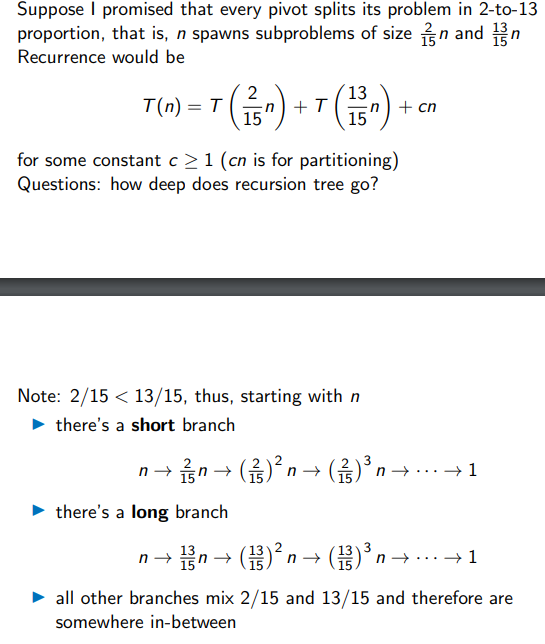 Suppose I promised that every pivot splits its problem in 2-to-13
proportion, that is, n spawns subproblems of size 2/15 n and 13/15 n
Recurrence would be
T(n) = T(2/15 n) + T(13/15 n) + cn
for some constant c ≥ 1 (cn is for partitioning)
Questions: how deep does recursion tree go?
Note: 2/15 < 13/15, thus, starting with n
▶ there's a short branch
n → 2/15 n → (2/15)² n → (2/15)³ n → ⋯ → 1
▶ there's a long branch
n → 13/15 n → (13/15)² n → (13/15)³ n → ⋯ → 1
▶ all other branches mix 2/15 and 13/15 and therefore are
somewhere in-between